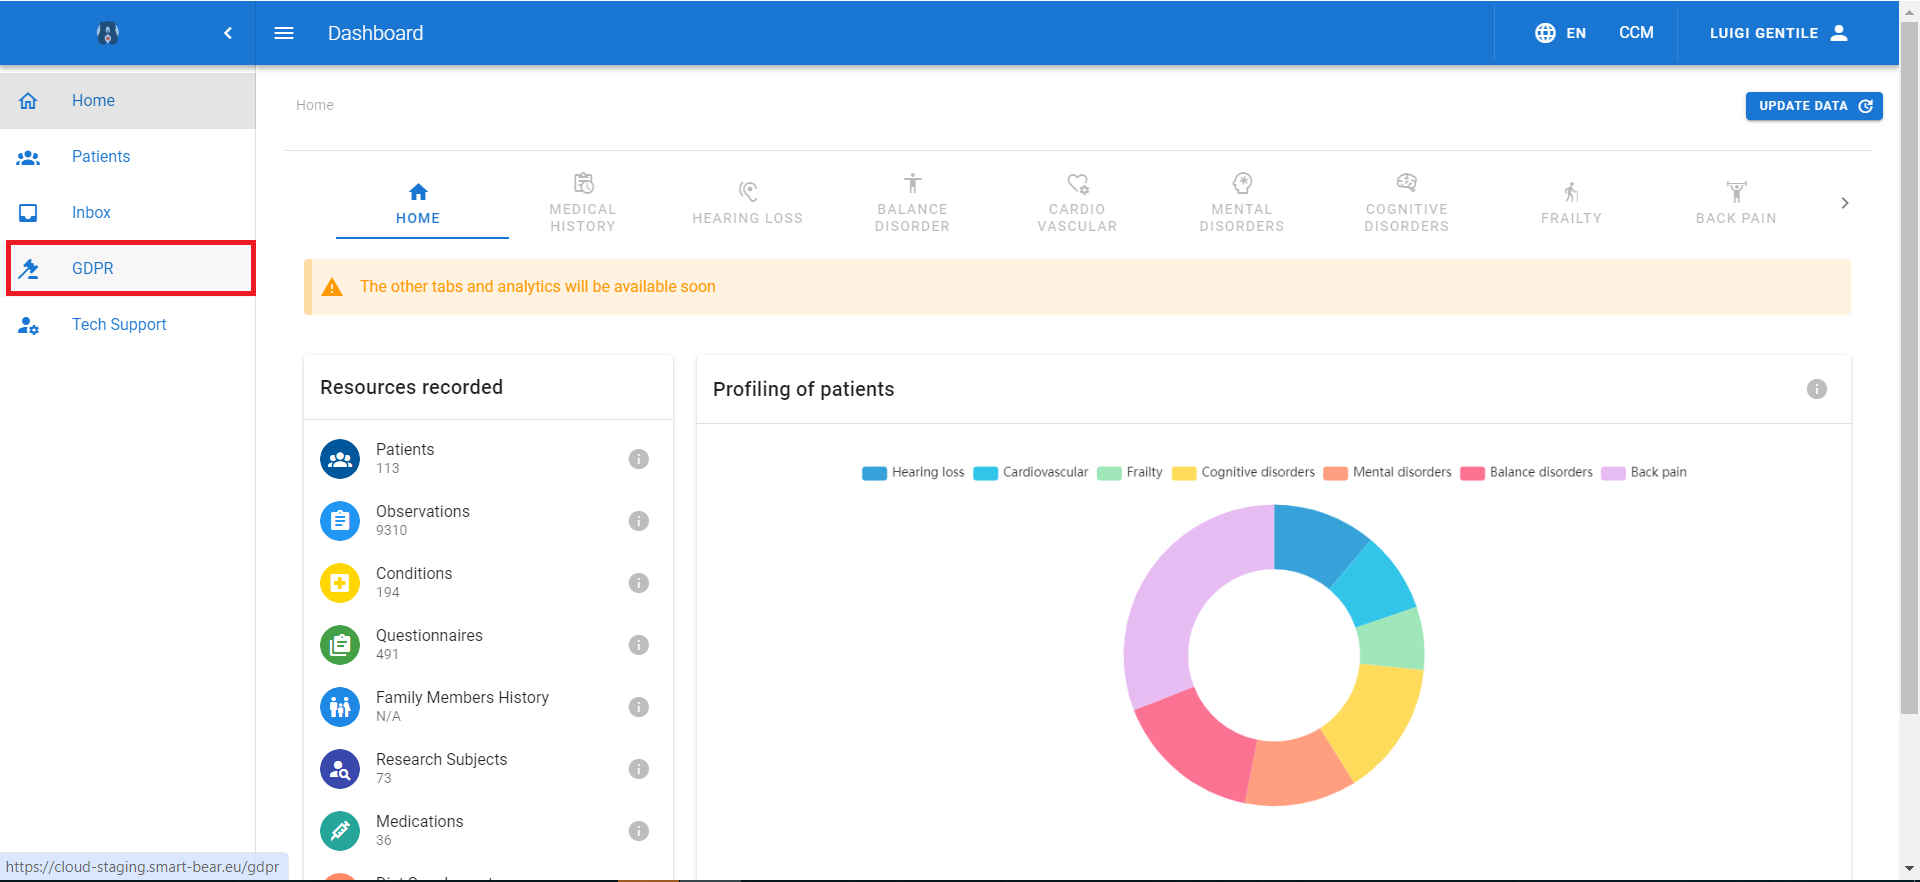 Dashboard
EN
CCM
LUIGI GENTILE
Home
Patients
Inbox
GDPR
Tech Support
Home
UPDATE DATA
HOME
MEDICAL
HISTORY
HEARING LOSS
BALANCE
DISORDER
CARDIO
VASCULAR
MENTAL
DISORDERS
COGNITIVE
DISORDERS
FRAILTY
BACK PAIN
The other tabs and analytics will be available soon
Resources recorded
Patients
113
Observations
9310
Conditions
194
Questionnaires
491
Family Members History
N/A
Research Subjects
73
Medications
36
Profiling of patients
Hearing loss Cardiovascular Frailty Cognitive disorders Mental disorders Balance disorders Back pain
https://cloud-staging.smart-bear.eu/gdpr